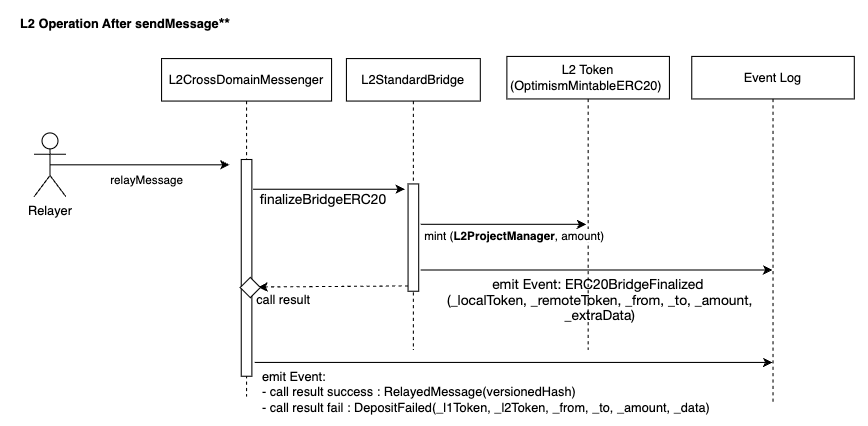 L2 Operation After sendMessage**
L2CrossDomainMessenger
L2StandardBridge
L2 Token
(OptimismMintableERC20)
Event Log
relayMessage
Relayer
finalizeBridgeERC20
mint (L2ProjectManager, amount)
emit Event: ERC20BridgeFinalized
(_localToken, _remoteToken, _from, _to, _amount,
_extraData)
call result
emit Event:
- call result success : RelayedMessage(versionedHash)
- call result fail : DepositFailed(_l1Token, _l2Token, _from, _to, _amount, _data)